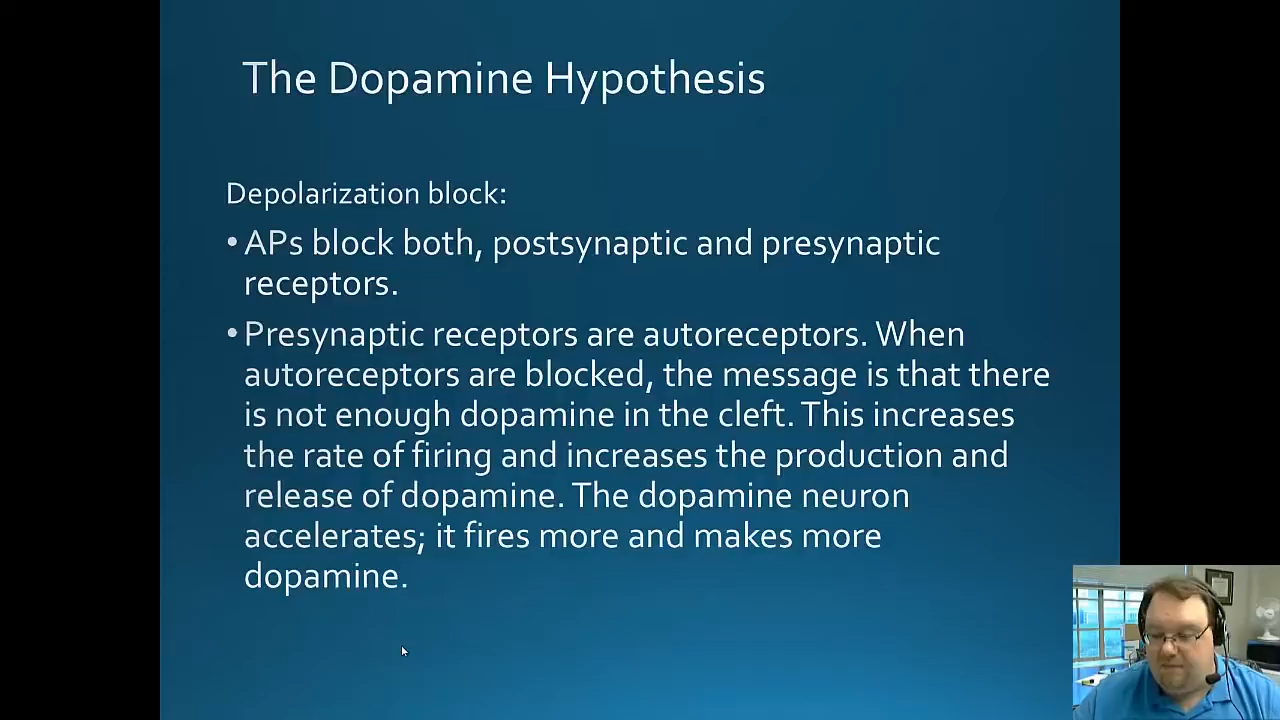 The Dopamine Hypothesis
Depolarization block:
•APs block both, postsynaptic and presynaptic
receptors.
•Presynaptic receptors are autoreceptors. When
autoreceptors are blocked, the message is that there
is not enough dopamine in the cleft. This increases
the rate of firing and increases the production and
release of dopamine. The dopamine neuron
accelerates; it fires more and makes more
dopamine.